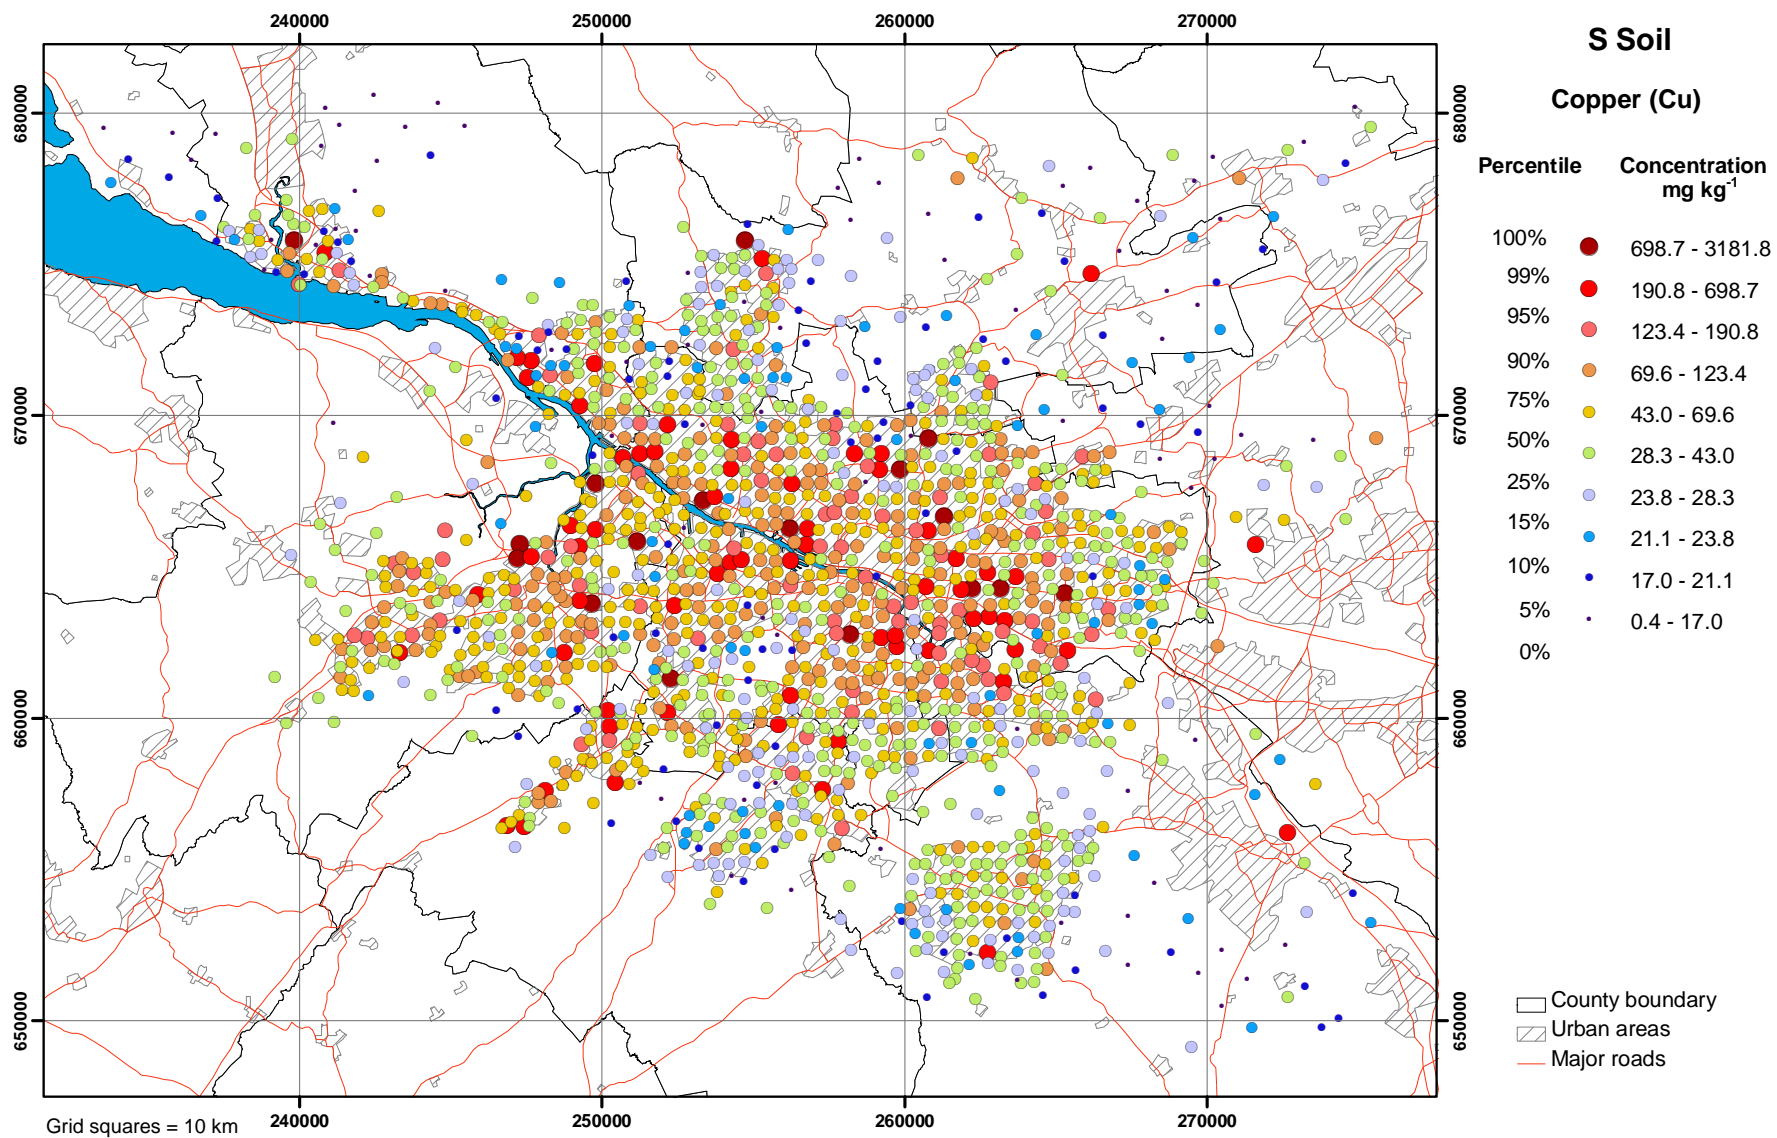 240000 250000 260000 270000
680000 680000
670000 670000
660000 660000
650000 650000
240000 250000 260000 270000
Grid squares = 10 km
S Soil
Copper (Cu)
Percentile Concentration
mg kg-1
100%
698.7 - 3181.8
99%
190.8 - 698.7
95%
123.4 - 190.8
90%
69.6 - 123.4
75%
43.0 - 69.6
50%
28.3 - 43.0
25%
23.8 - 28.3
15%
21.1 - 23.8
10%
17.0 - 21.1
5%
0.4 - 17.0
0%
County boundary
Urban areas
Major roads